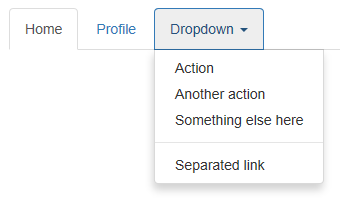 Home Profile Dropdown
Action
Another action
Something else here
Separated link